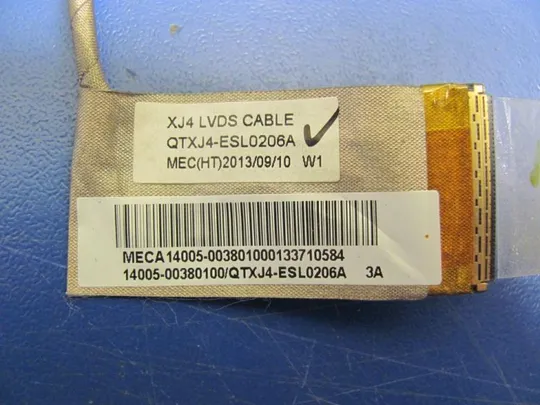 XJ4 LVDS CABLE
QTXJ4-ESL0206A
MEC(HT)2013/09/10 W1
MECA14005-003801000133710584
14005-00380100/QTXJ4-ESL0206A 3A